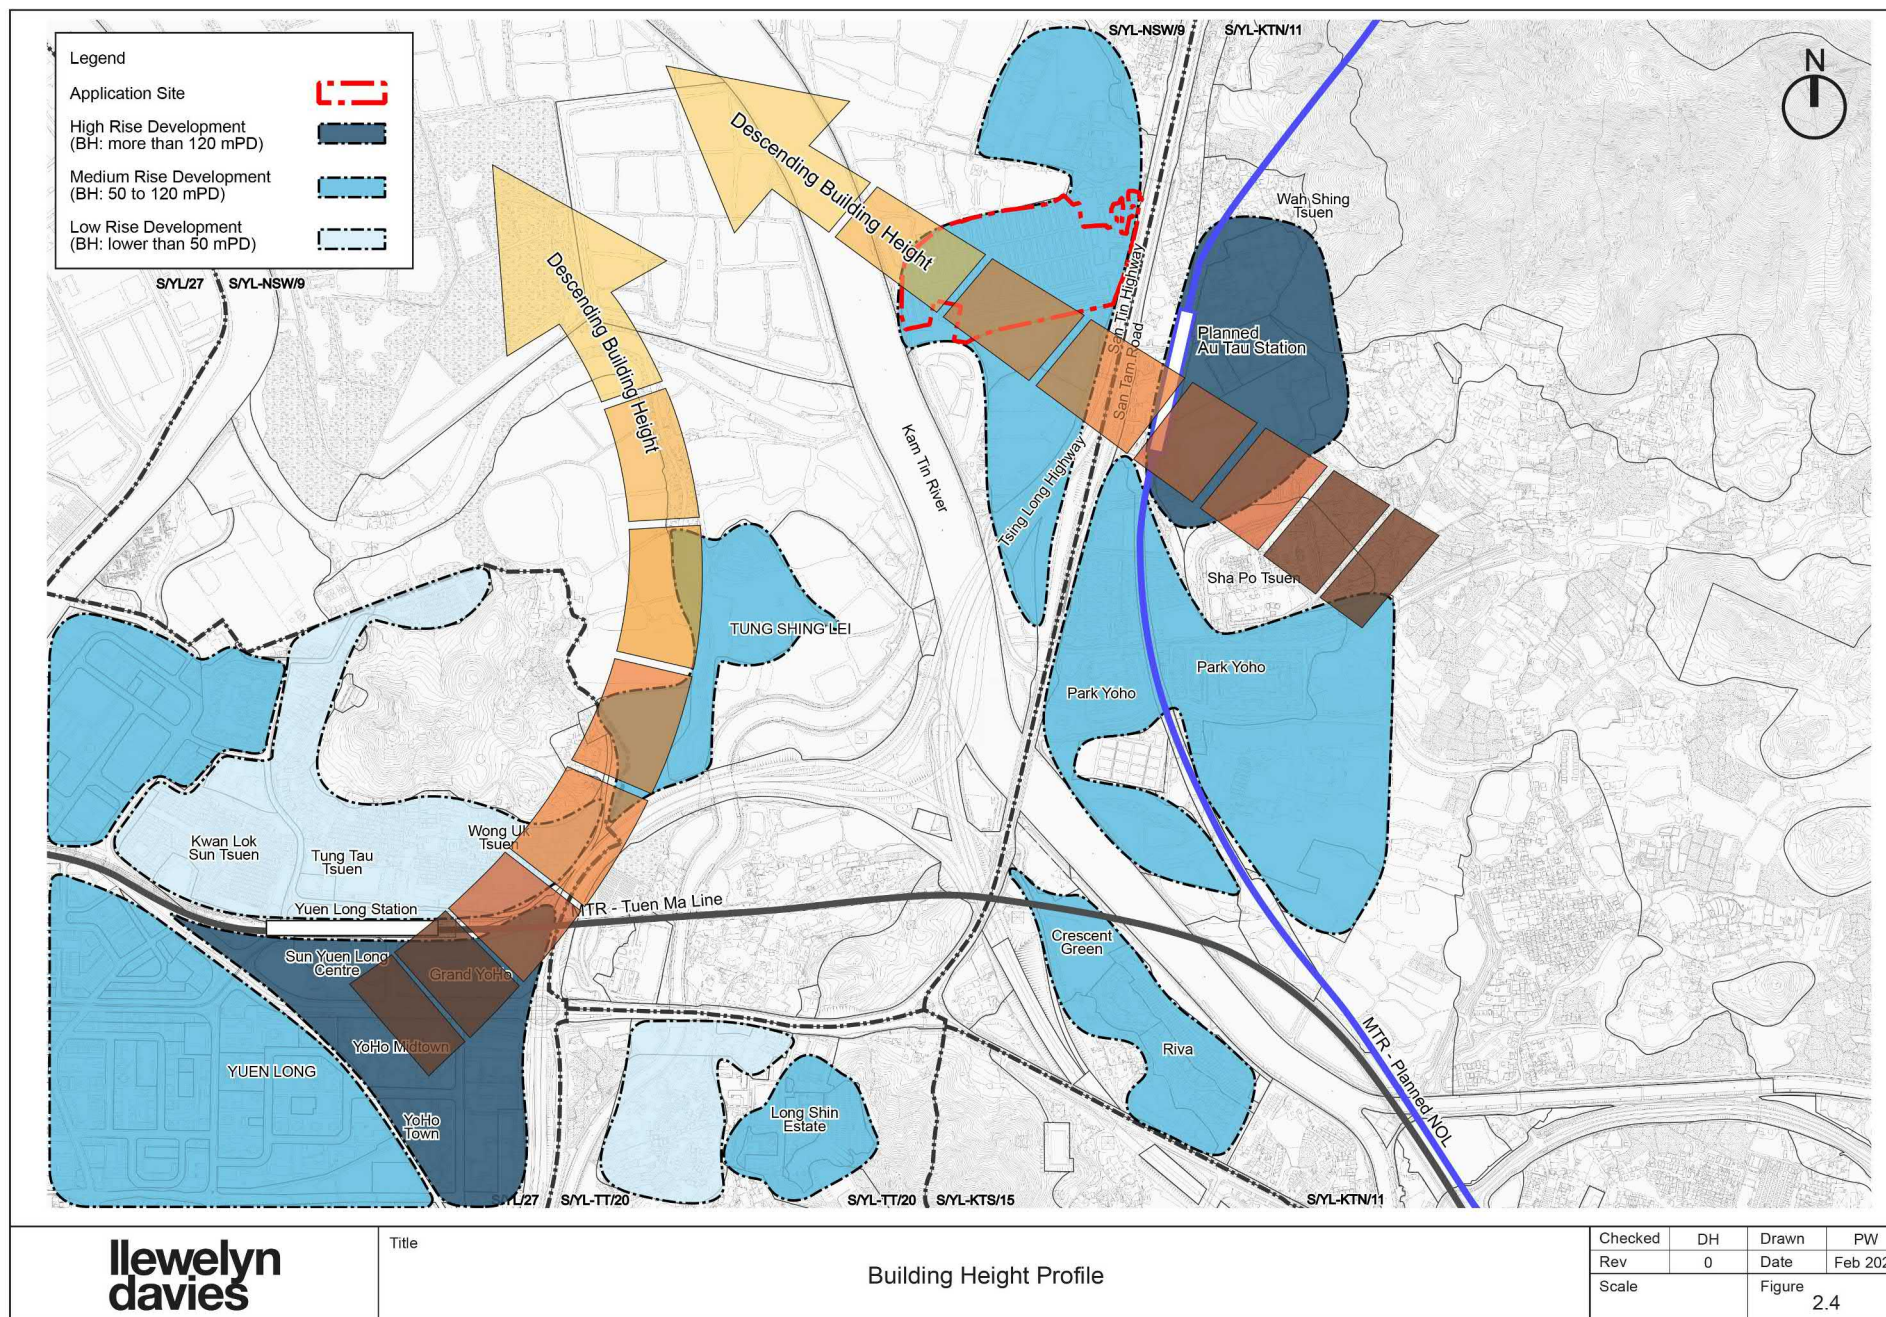 S/YL-NSW/9
S/YL-KTN/11
Legend
Application Site
High Rise Development
(BH: more than 120 mPD)
Medium Rise Development
(BH: 50 to 120 mPD)
Low Rise Development
(BH: lower than 50 mPD)
N
Descending Building Height
Descending Building Height
Wah Shing
Tsuen
S/YL/27
S/YL-NSW/9
San Tin Highway
San Tam Road
Planned
Au Tau Station
Kam Tin River
Tsing Long Highway
Sha Po Tsuen
TUNG SHING LEI
Park Yoho
Park Yoho
Kwan Lok
Sun Tsuen
Tung Tau
Tsuen
Wong Uk
Tsuen
Yuen Long Station
MTR - Tuen Ma Line
Sun Yuen Long
Centre
Grand YoHo
Crescent
Green
YoHo Midtown
YUEN LONG
Riva
MTR - Planned NOL
YoHo
Town
Long Shin
Estate
S/YL/27
S/YL-TT/20
S/YL-TT/20
S/YL-KTS/15
S/YL-KTN/11
llewelyn
davies
Title
Building Height Profile
Checked
DH
Drawn
PW
Rev
0
Date
Feb 202
Scale
Figure
2.4